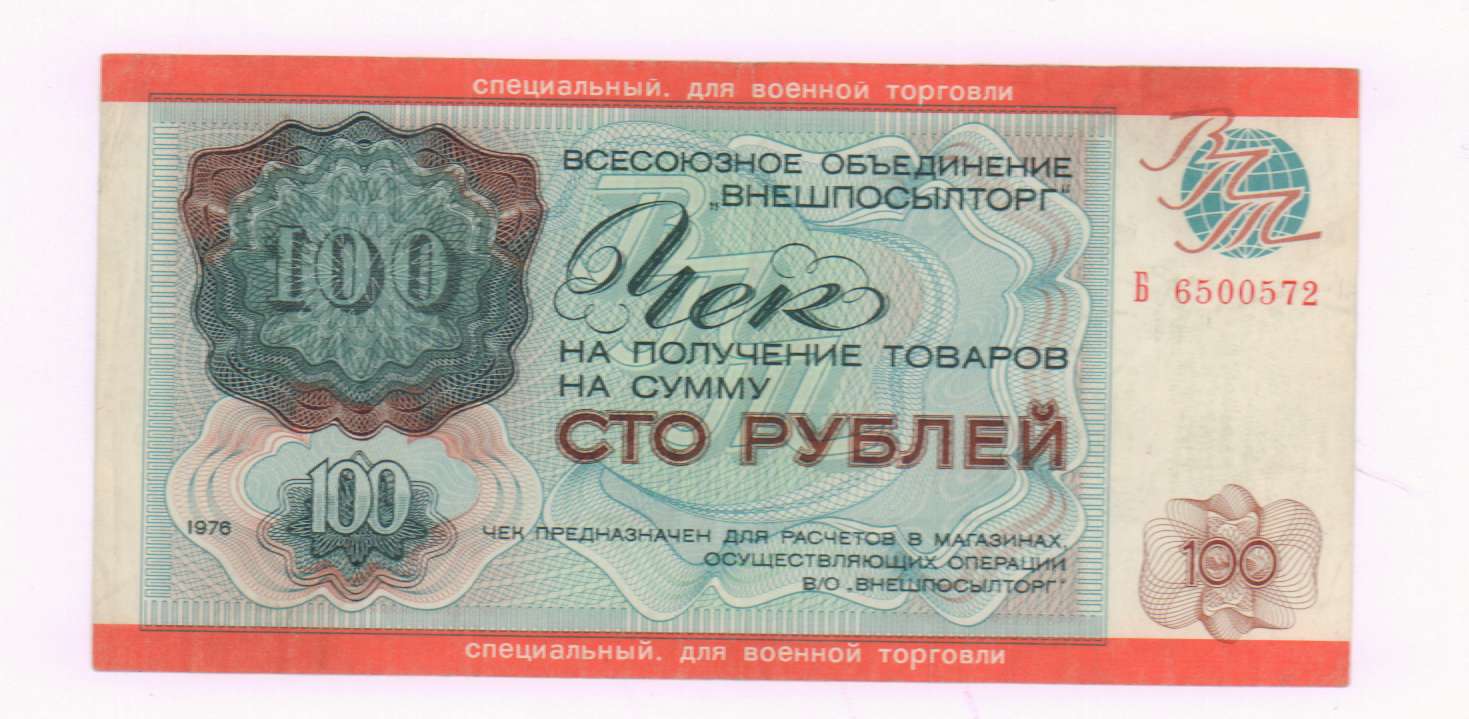 специальный. для военной торговли
ВСЕСОЮЗНОЕ ОБЪЕДИНЕНИЕ
„ВНЕШПОСЫЛТОРГ"
ВПТ
100
Чек
Б 6500572
НА ПОЛУЧЕНИЕ ТОВАРОВ
НА СУММУ
СТО РУБЛЕЙ
100
1976
ЧЕК ПРЕДНАЗНАЧЕН ДЛЯ РАСЧЕТОВ В МАГАЗИНАХ,
ОСУЩЕСТВЛЯЮЩИХ ОПЕРАЦИИ
В/О „ВНЕШПОСЫЛТОРГ"
100
специальный. для военной торговли